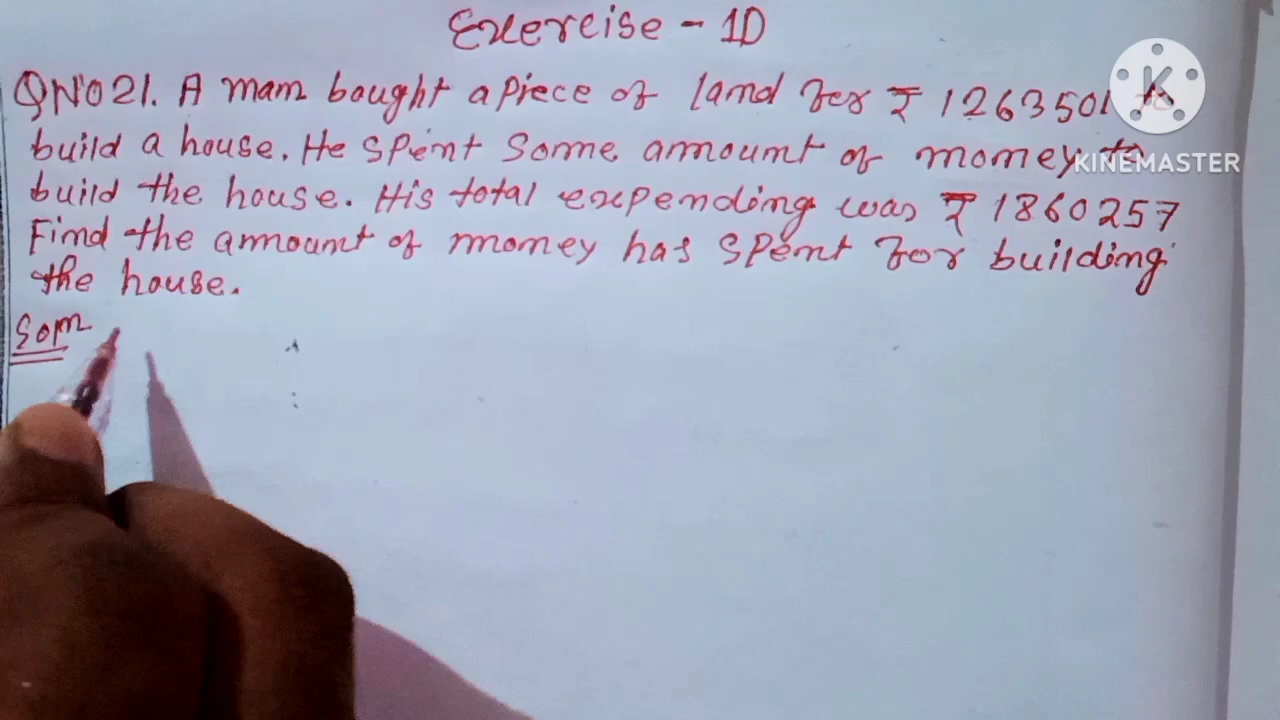 Exercise - 1D
QNo21. A man bought a piece of land for ₹ 1263501 to
build a house. He spent some amount of money to
build the house. His total expending was ₹ 1860257
Find the amount of money has spent for building
the house.
Soln
K
KINEMASTER